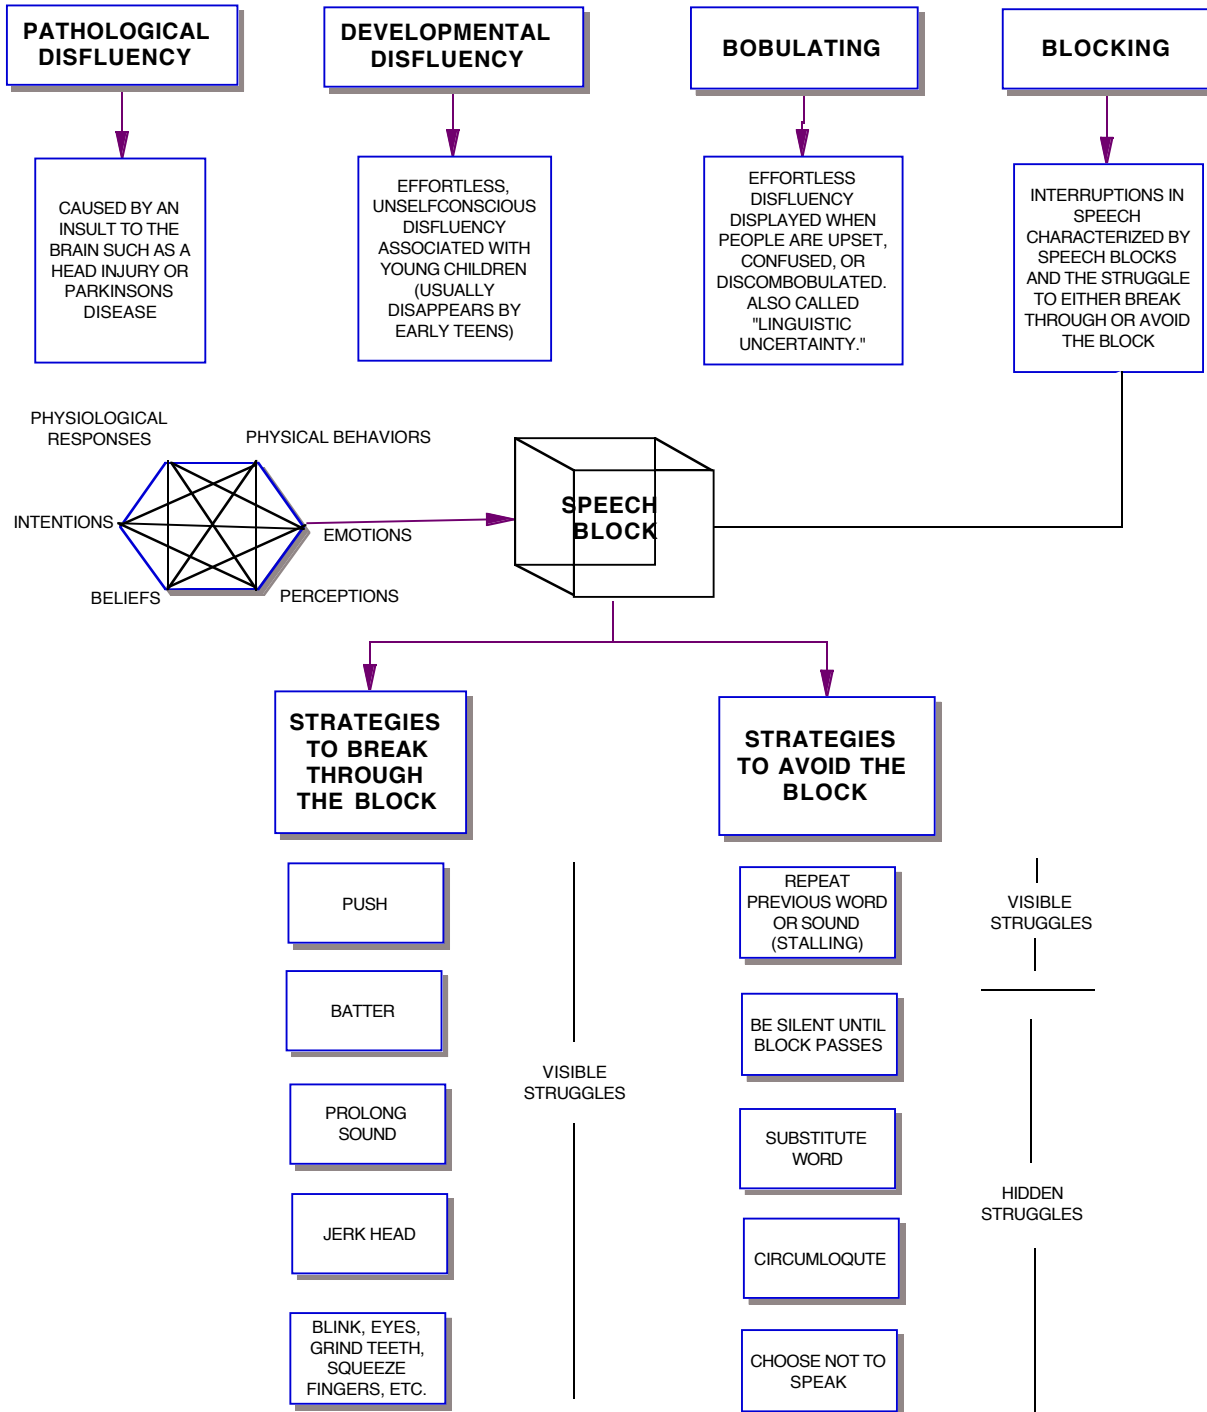 PATHOLOGICAL
DISFLUENCY
DEVELOPMENTAL
DISFLUENCY
BOBULATING
BLOCKING
CAUSED BY AN
INSULT TO THE
BRAIN SUCH AS A
HEAD INJURY OR
PARKINSONS
DISEASE
EFFORTLESS,
UNSELFCONSCIOUS
DISFLUENCY
ASSOCIATED WITH
YOUNG CHILDREN
(USUALLY
DISAPPEARS BY
EARLY TEENS)
EFFORTLESS
DISFLUENCY
DISPLAYED WHEN
PEOPLE ARE UPSET,
CONFUSED, OR
DISCOMBOBULATED.
ALSO CALLED
"LINGUISTIC
UNCERTAINTY."
INTERRUPTIONS IN
SPEECH
CHARACTERIZED BY
SPEECH BLOCKS
AND THE STRUGGLE
TO EITHER BREAK
THROUGH OR AVOID
THE BLOCK
PHYSIOLOGICAL
RESPONSES
PHYSICAL BEHAVIORS
INTENTIONS
EMOTIONS
BELIEFS
PERCEPTIONS
SPEECH
BLOCK
STRATEGIES
TO BREAK
THROUGH
THE BLOCK
STRATEGIES
TO AVOID THE
BLOCK
PUSH
BATTER
PROLONG
SOUND
JERK HEAD
BLINK, EYES,
GRIND TEETH,
SQUEEZE
FINGERS, ETC.
VISIBLE
STRUGGLES
REPEAT
PREVIOUS WORD
OR SOUND
(STALLING)
BE SILENT UNTIL
BLOCK PASSES
SUBSTITUTE
WORD
CIRCUMLOQUTE
CHOOSE NOT TO
SPEAK
VISIBLE
STRUGGLES
HIDDEN
STRUGGLES